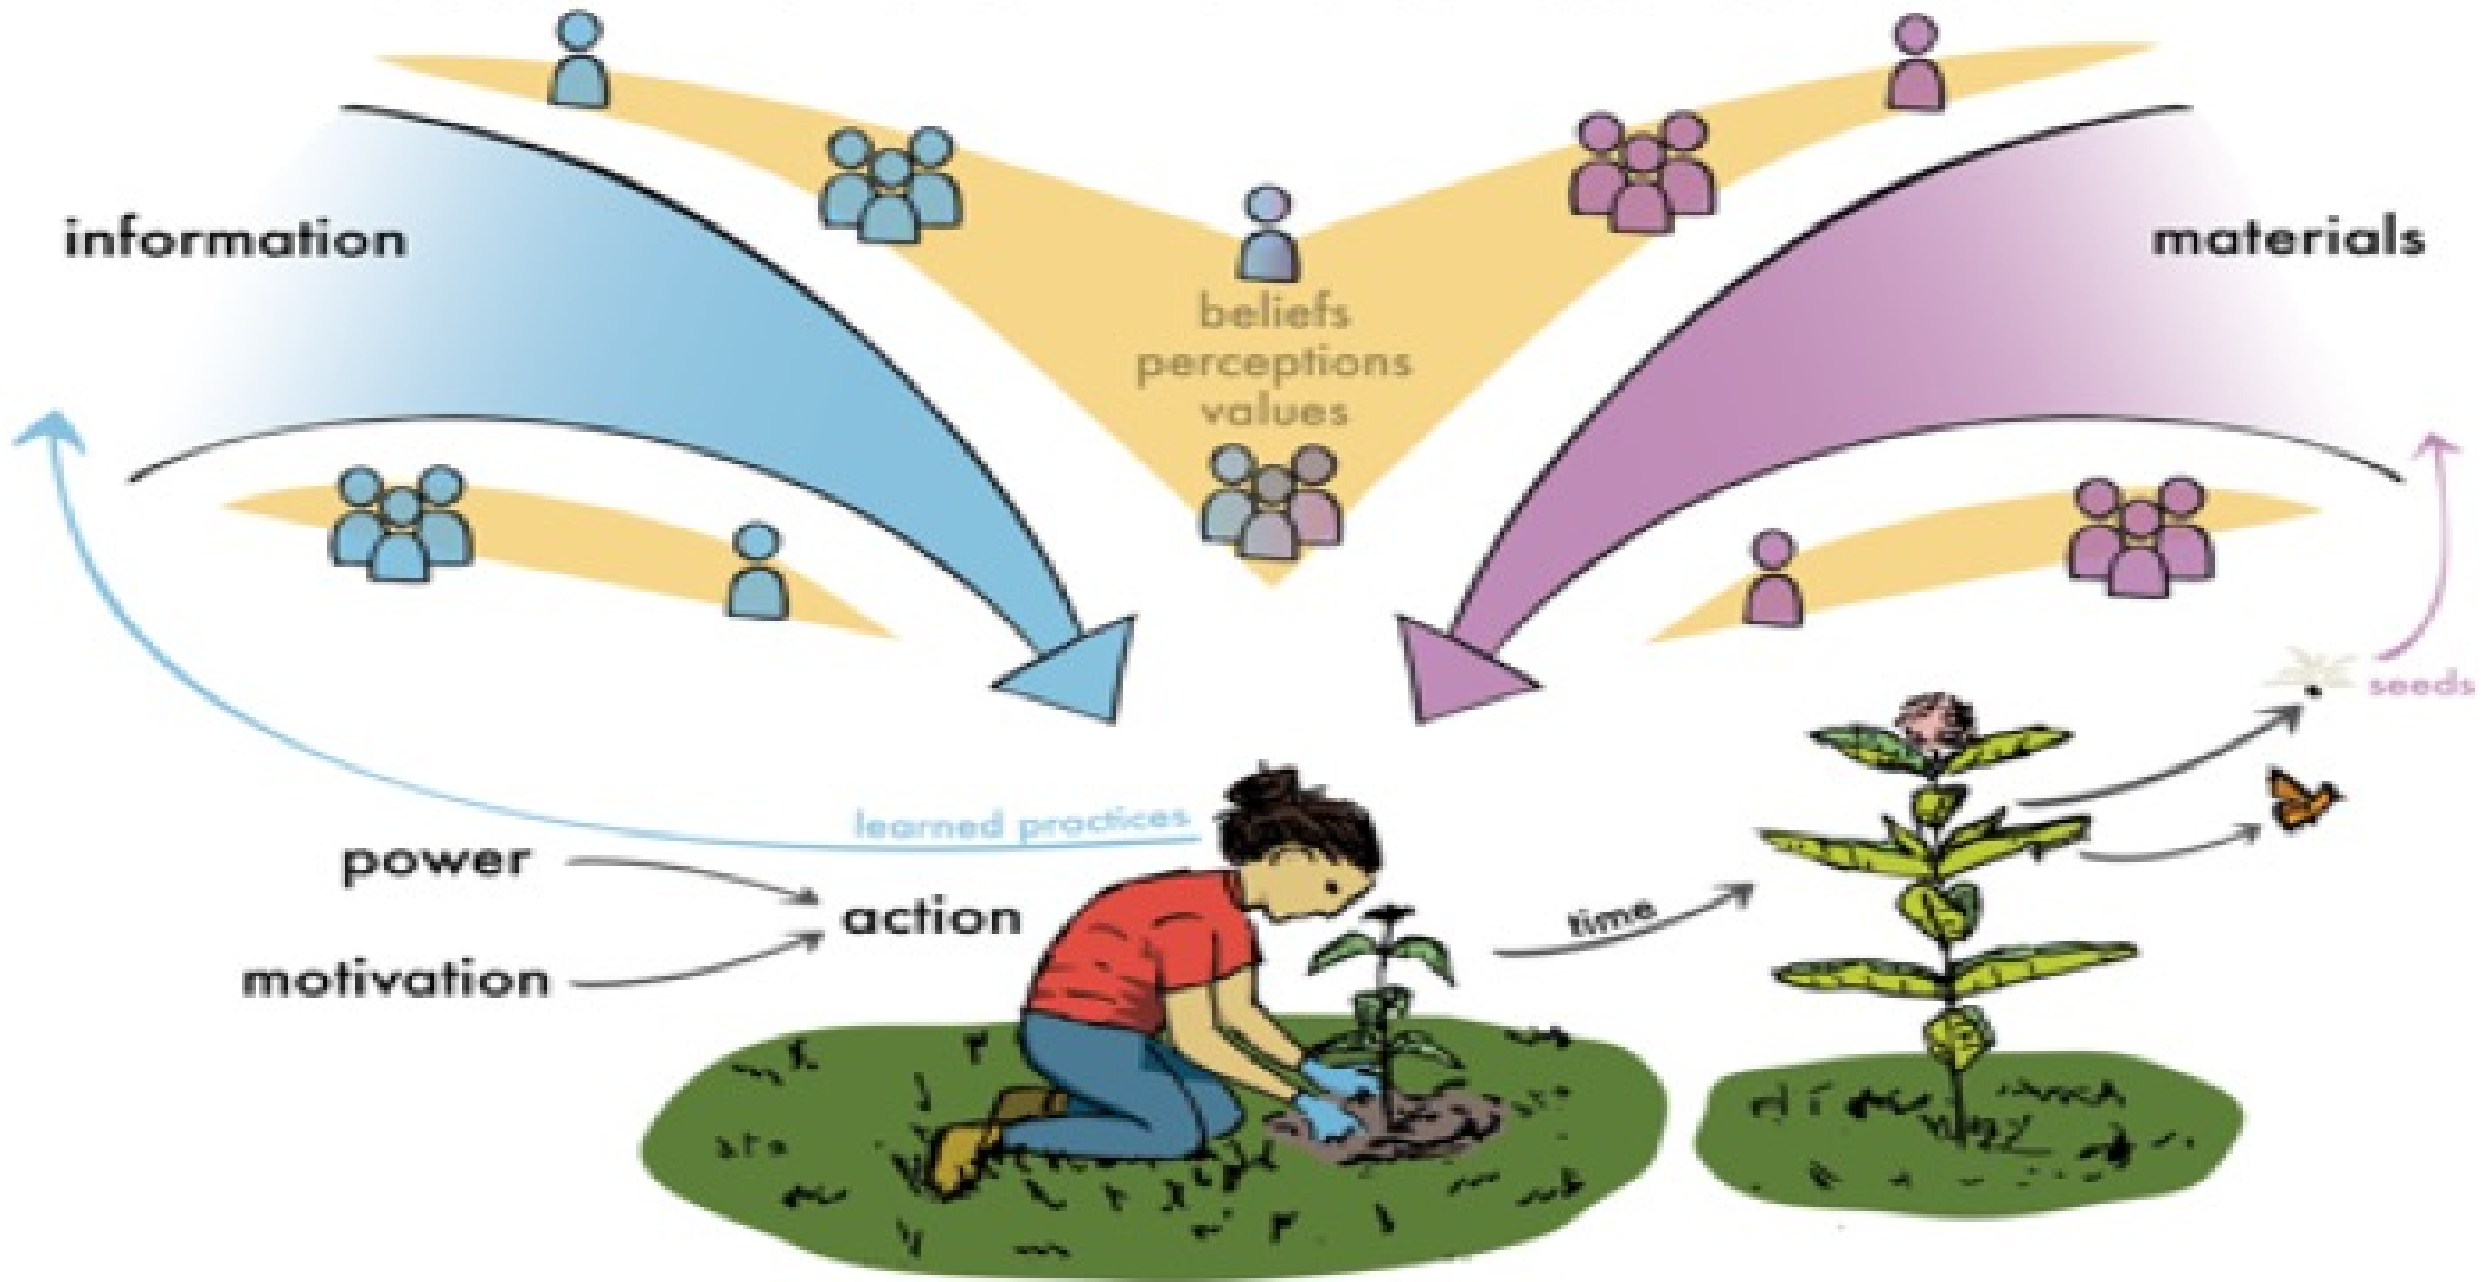 information
materials
beliefs
perceptions
values
seeds
learned practices
power
action
time
motivation